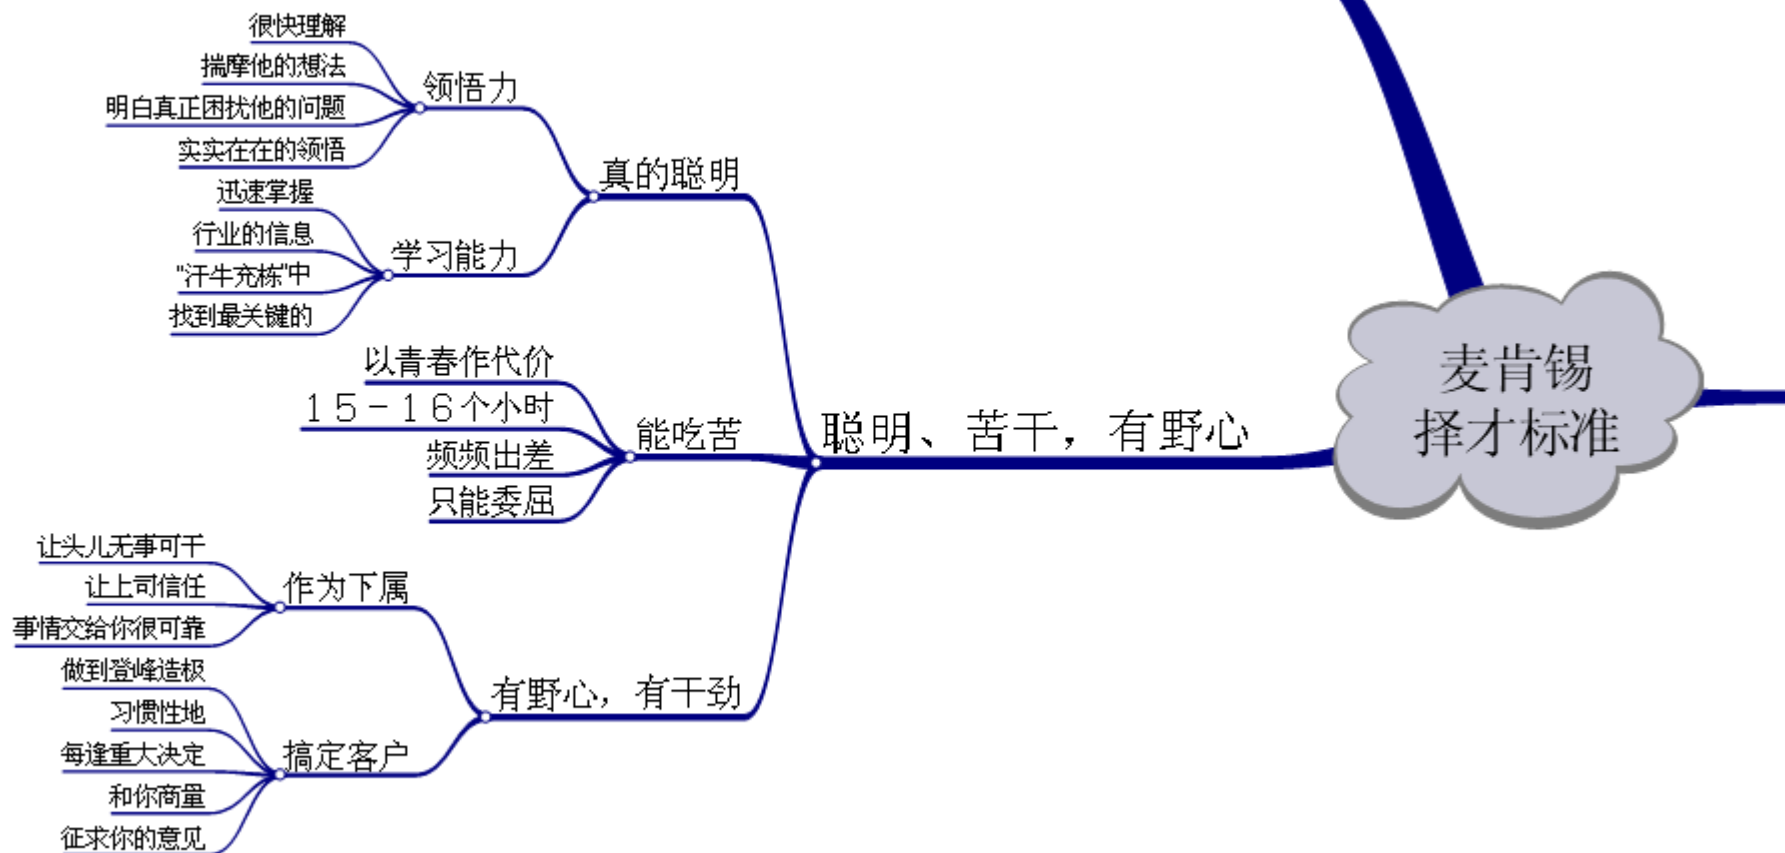 麦肯锡
择才标准
聪明、苦干，有野心
真的聪明
领悟力
很快理解
揣摩他的想法
明白真正困扰他的问题
实实在在的领悟
学习能力
迅速掌握
行业的信息
"汗牛充栋"中
找到最关键的
能吃苦
以青春作代价
１５－１６个小时
频频出差
只能委屈
有野心，有干劲
作为下属
让头儿无事可干
让上司信任
事情交给你很可靠
搞定客户
做到登峰造极
习惯性地
每逢重大决定
和你商量
征求你的意见